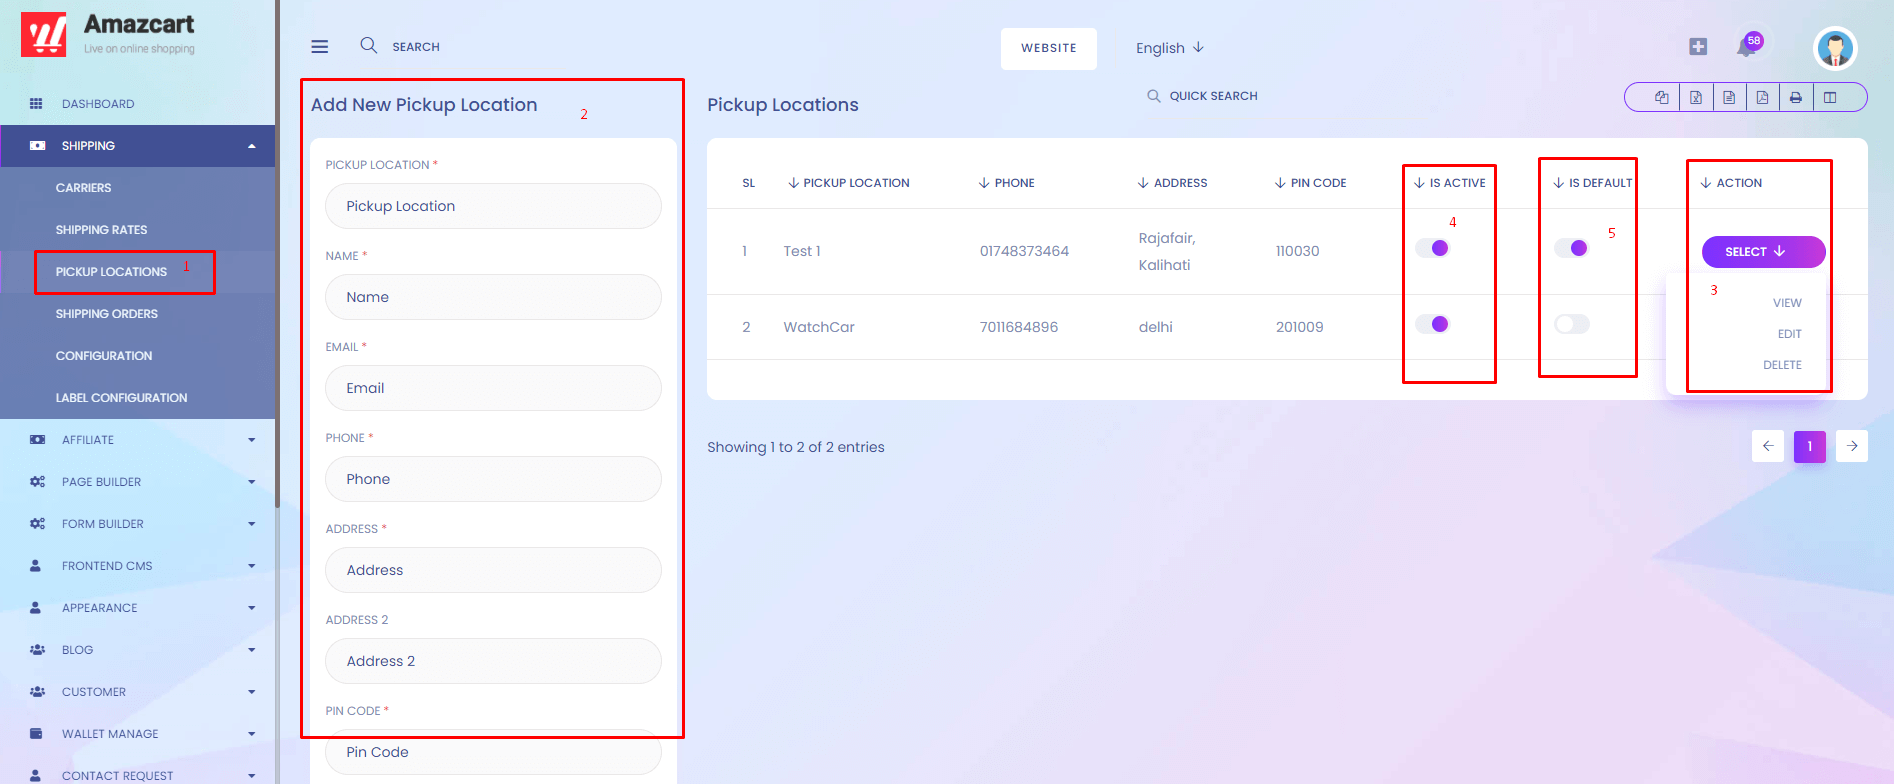 Amazcart
Live on online shopping
SEARCH
WEBSITE
English
58
DASHBOARD
SHIPPING
CARRIERS
SHIPPING RATES
PICKUP LOCATIONS 1
SHIPPING ORDERS
CONFIGURATION
LABEL CONFIGURATION
AFFILIATE
PAGE BUILDER
FORM BUILDER
FRONTEND CMS
APPEARANCE
BLOG
CUSTOMER
WALLET MANAGE
CONTACT REQUEST
Add New Pickup Location 2
PICKUP LOCATION *
Pickup Location
NAME *
Name
EMAIL *
Email
PHONE *
Phone
ADDRESS *
Address
ADDRESS 2
Address 2
PIN CODE *
Pin Code
Pickup Locations
QUICK SEARCH
SL PICKUP LOCATION PHONE ADDRESS PIN CODE IS ACTIVE IS DEFAULT ACTION
4
5
1 Test 1 01748373464 Rajafair, Kalihati 110030 SELECT
2 WatchCar 7011684896 delhi 201009
3
VIEW
EDIT
DELETE
Showing 1 to 2 of 2 entries
1